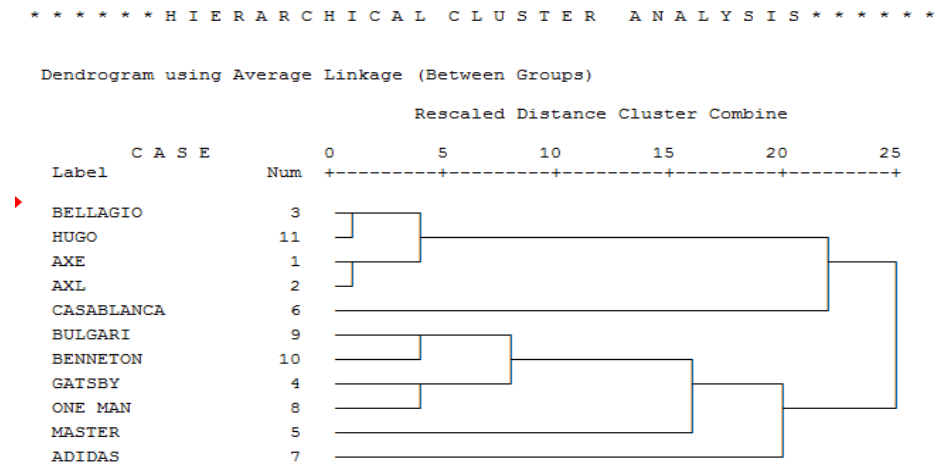 * * * * * * H I E R A R C H I C A L   C L U S T E R   A N A L Y S I S * * * * * *
Dendrogram using Average Linkage (Between Groups)
Rescaled Distance Cluster Combine
C A S E 0 5 10 15 20 25
Label Num +---------+---------+---------+---------+---------+
BELLAGIO 3
HUGO 11
AXE 1
AXL 2
CASABLANCA 6
BULGARI 9
BENNETON 10
GATSBY 4
ONE MAN 8
MASTER 5
ADIDAS 7